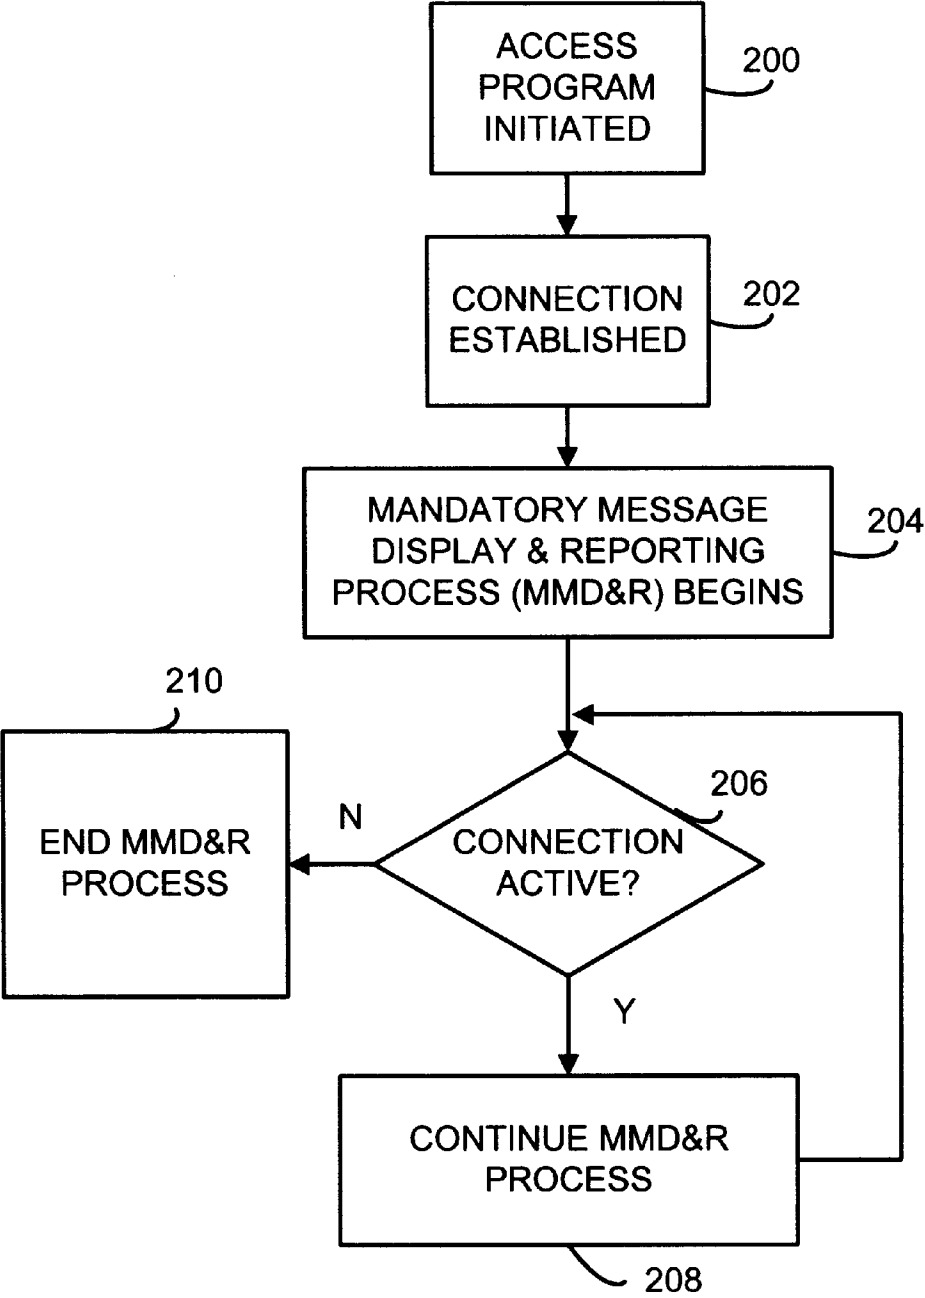 ACCESS
PROGRAM
INITIATED
200
CONNECTION
ESTABLISHED
202
MANDATORY MESSAGE
DISPLAY & REPORTING
PROCESS (MMD&R) BEGINS
204
210
END MMD&R
PROCESS
N
206
CONNECTION
ACTIVE?
Y
CONTINUE MMD&R
PROCESS
208